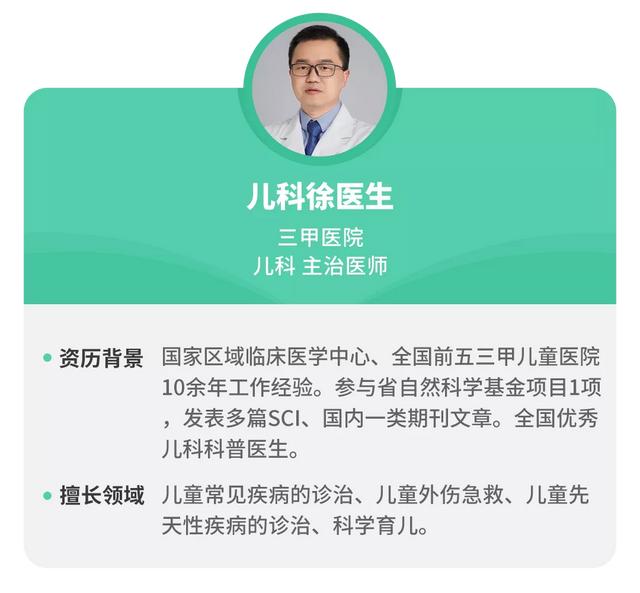 儿科徐医生
三甲医院
儿科 主治医师
资历背景 国家区域临床医学中心、全国前五三甲儿童医院
10余年工作经验。参与省自然科学基金项目1项
，发表多篇SCI、国内一类期刊文章。全国优秀
儿科科普医生。
擅长领域 儿童常见疾病的诊治、儿童外伤急救、儿童先
天性疾病的诊治、科学育儿。